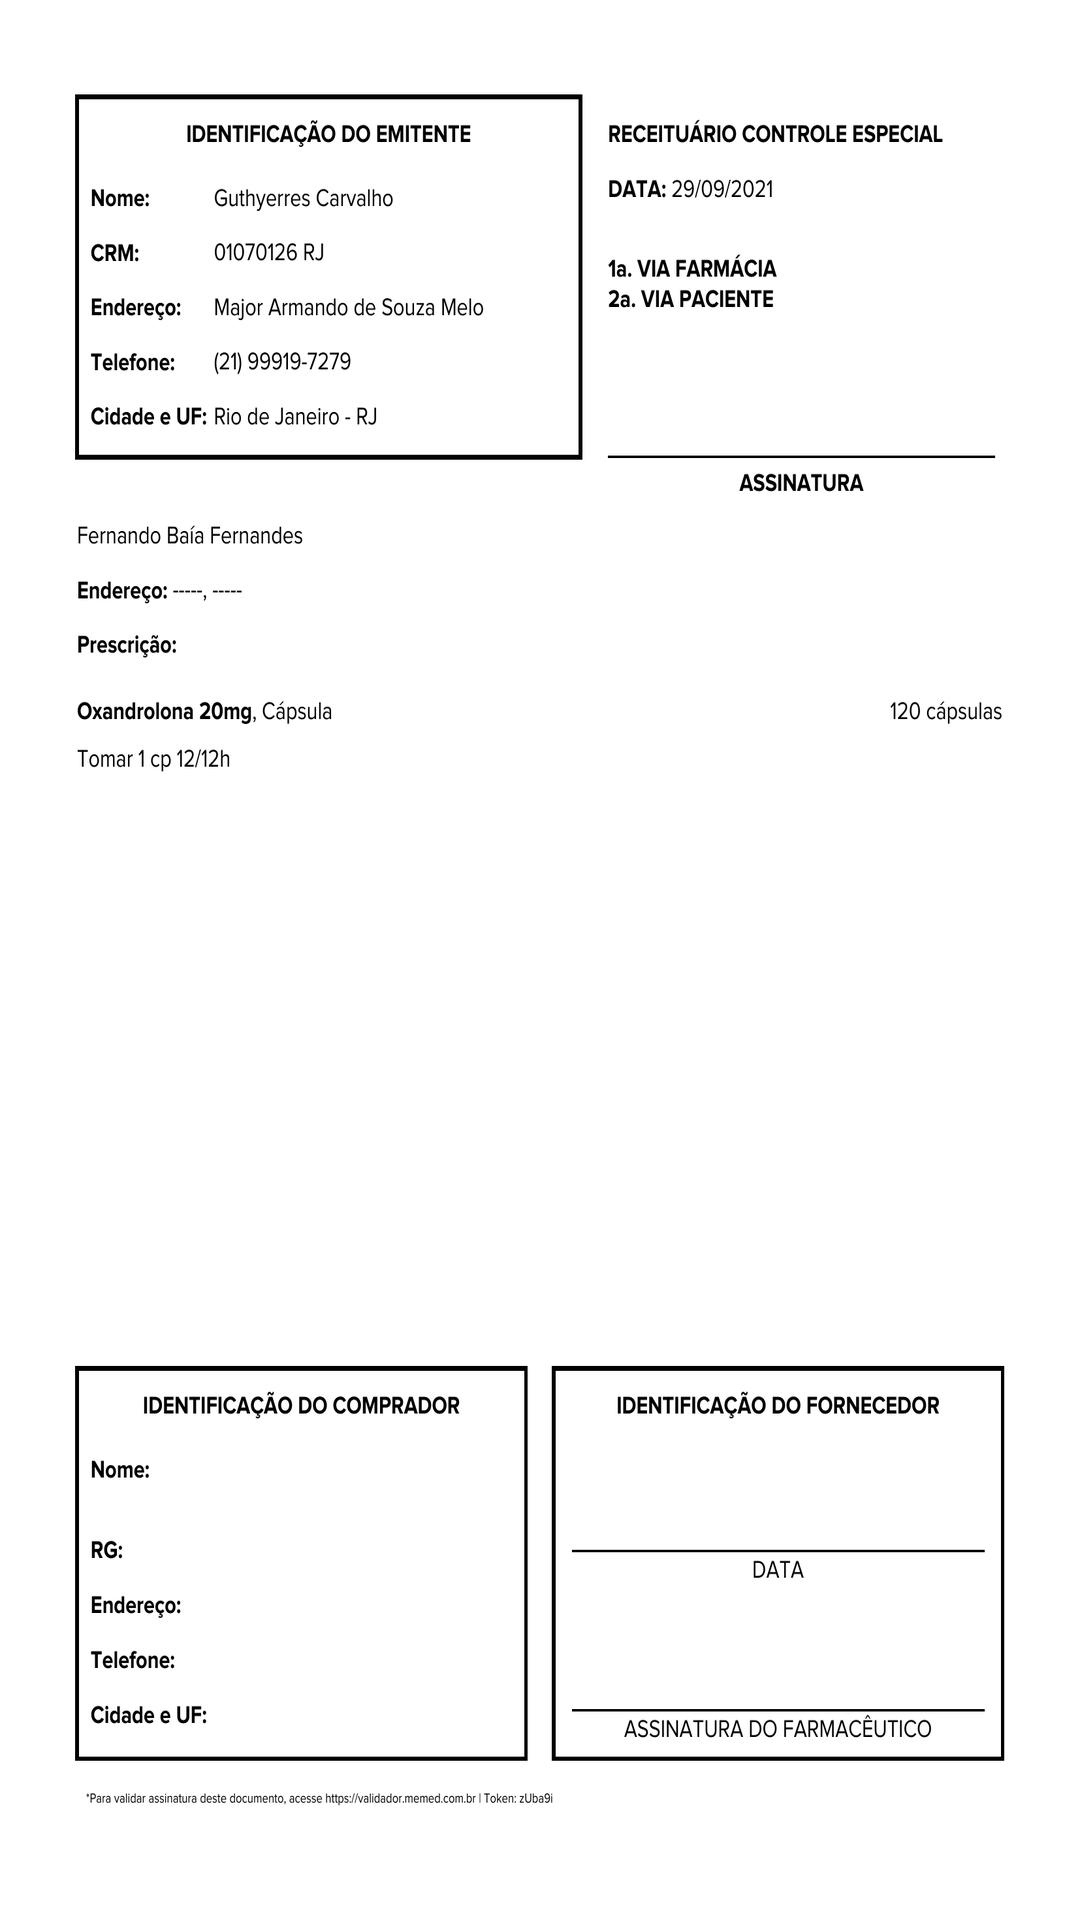 IDENTIFICAÇÃO DO EMITENTE
Nome: Guthyerres Carvalho
CRM: 01070126 RJ
Endereço: Major Armando de Souza Melo
Telefone: (21) 99919-7279
Cidade e UF: Rio de Janeiro - RJ
RECEITUÁRIO CONTROLE ESPECIAL
DATA: 29/09/2021
1a. VIA FARMÁCIA
2a. VIA PACIENTE
ASSINATURA
Fernando Baía Fernandes
Endereço: -----, -----
Prescrição:
Oxandrolona 20mg, Cápsula 120 cápsulas
Tomar 1 cp 12/12h
IDENTIFICAÇÃO DO COMPRADOR
Nome:
RG:
Endereço:
Telefone:
Cidade e UF:
IDENTIFICAÇÃO DO FORNECEDOR
DATA
ASSINATURA DO FARMACÊUTICO
*Para validar assinatura deste documento, acesse https://validador.memed.com.br | Token: zUba9i